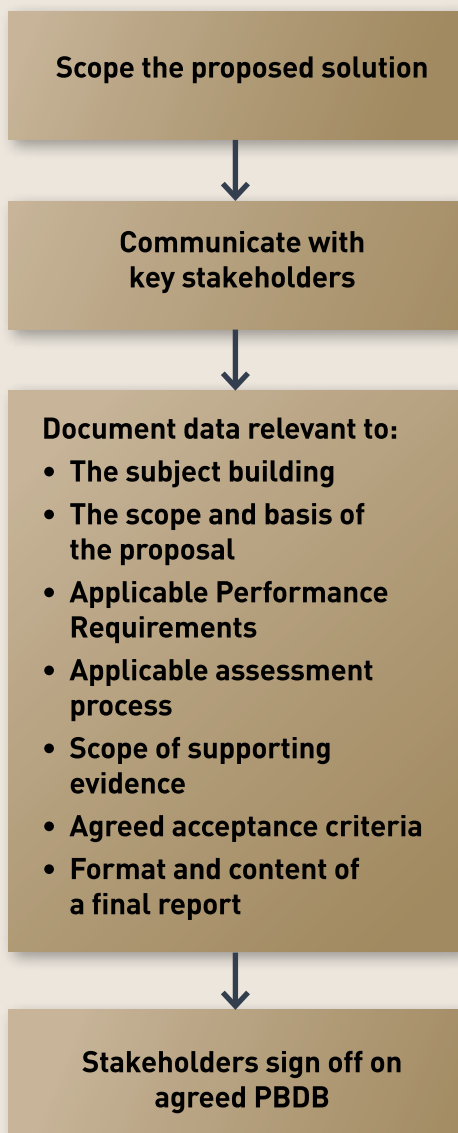 Scope the proposed solution
Communicate with
key stakeholders
Document data relevant to:
• The subject building
• The scope and basis of
the proposal
• Applicable Performance
Requirements
• Applicable assessment
process
• Scope of supporting
evidence
• Agreed acceptance criteria
• Format and content of
a final report
Stakeholders sign off on
agreed PBDB